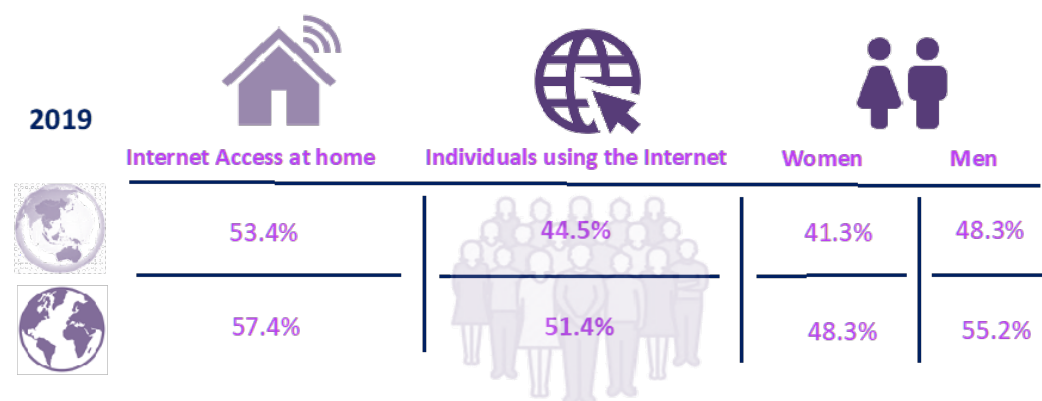 2019
Internet Access at home
Individuals using the Internet
Women
Men
53.4%
44.5%
41.3%
48.3%
57.4%
51.4%
48.3%
55.2%